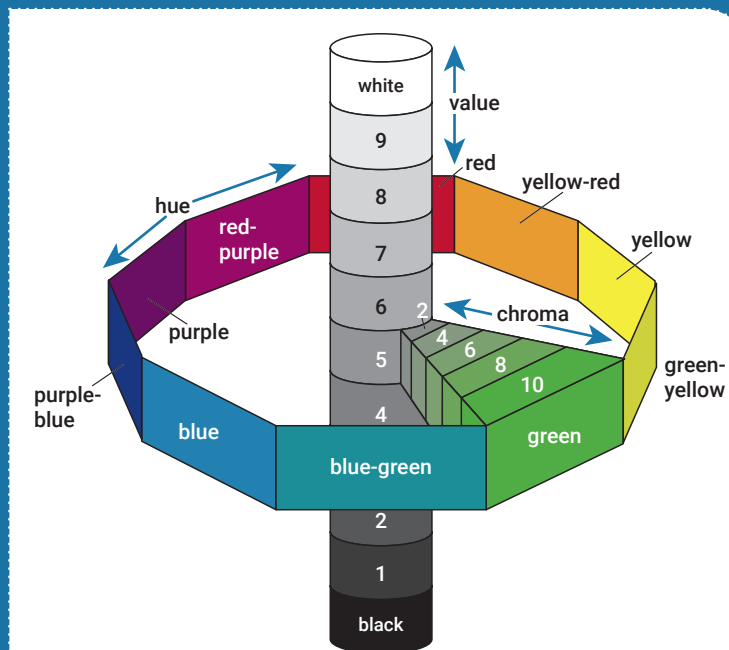 white
value
9
red
8
yellow-red
hue
red-
purple
yellow
7
6
2
chroma
4
purple
5
6
8
10
green-
yellow
purple-
blue
4
blue
green
blue-green
2
1
black